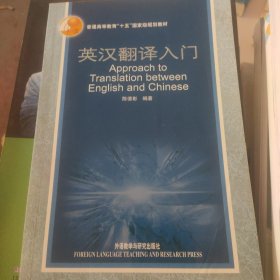 普通高等教育"十五"国家级规划教材
英汉翻译入门
Approach to
Translation between
English and Chinese
陈德彰 编著
外语教学与研究出版社
FOREIGN LANGUAGE TEACHING AND RESEARCH PRESS